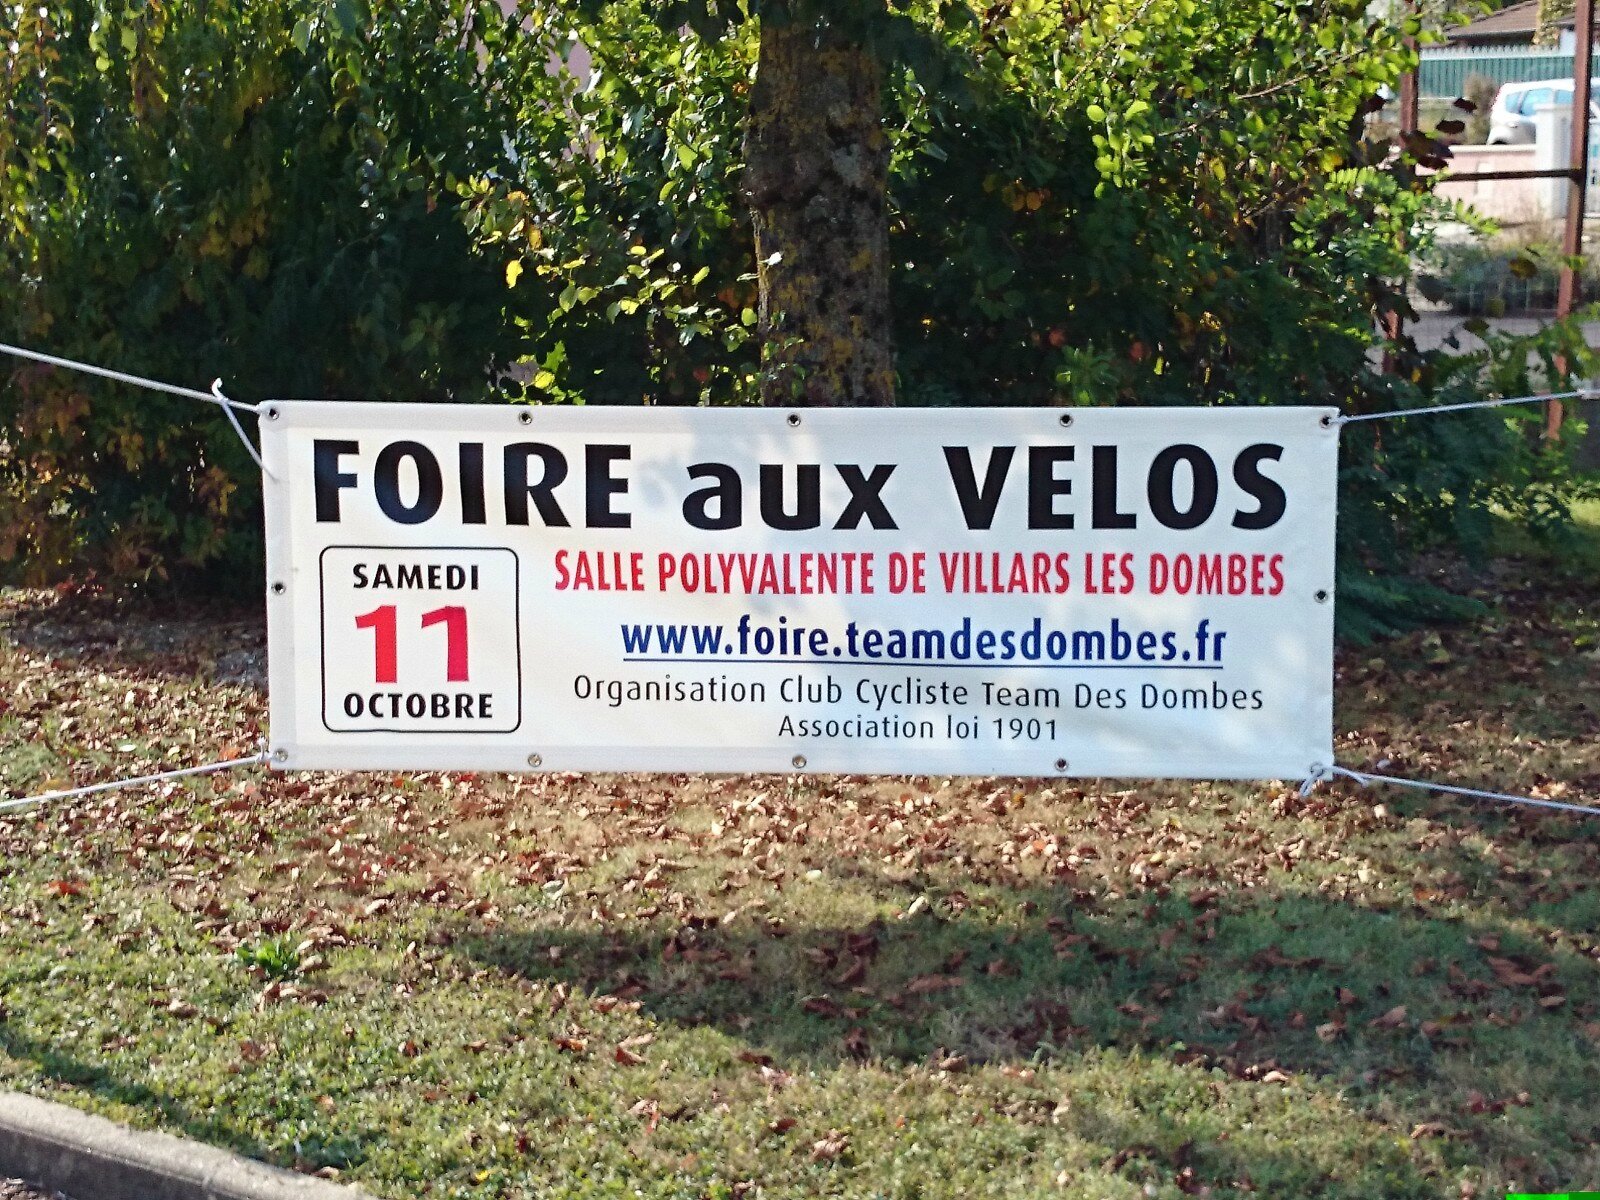 FOIRE aux VELOS
SAMEDI
11
OCTOBRE
SALLE POLYVALENTE DE VILLARS LES DOMBES
www.foire.teamdesdombes.fr
Organisation Club Cycliste Team Des Dombes
Association loi 1901